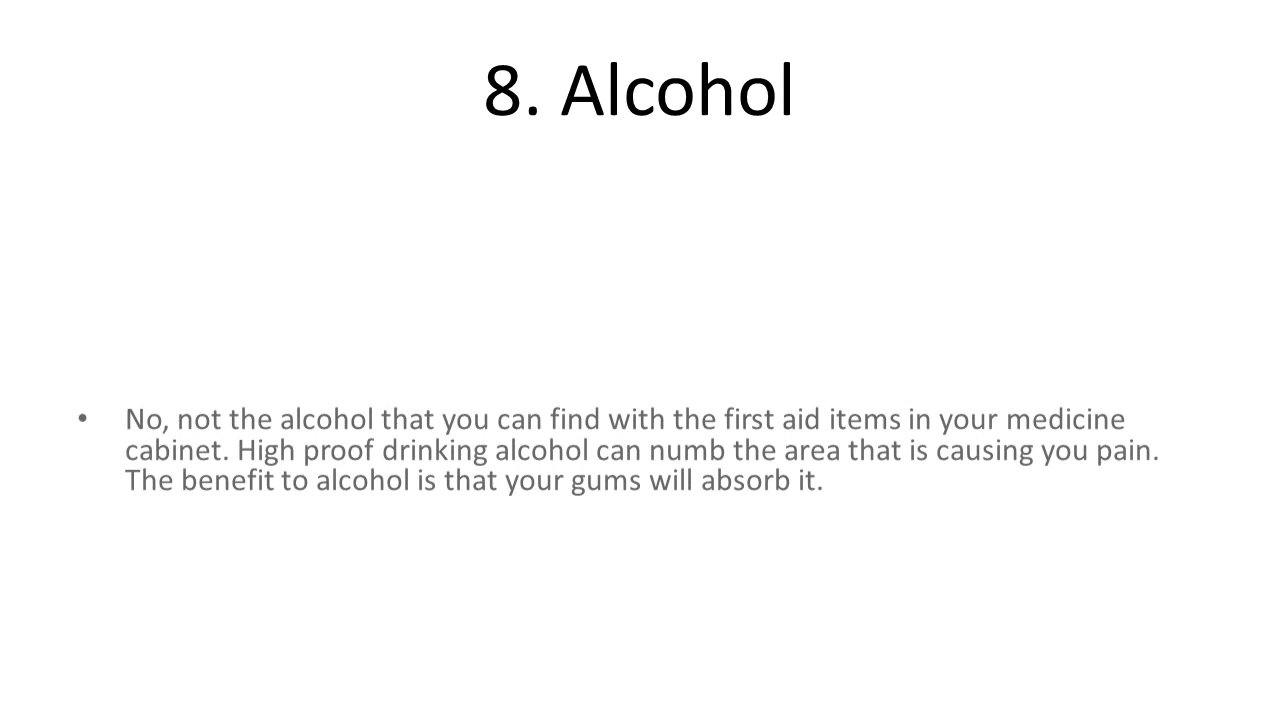 8. Alcohol
• No, not the alcohol that you can find with the first aid items in your medicine
cabinet. High proof drinking alcohol can numb the area that is causing you pain.
The benefit to alcohol is that your gums will absorb it.